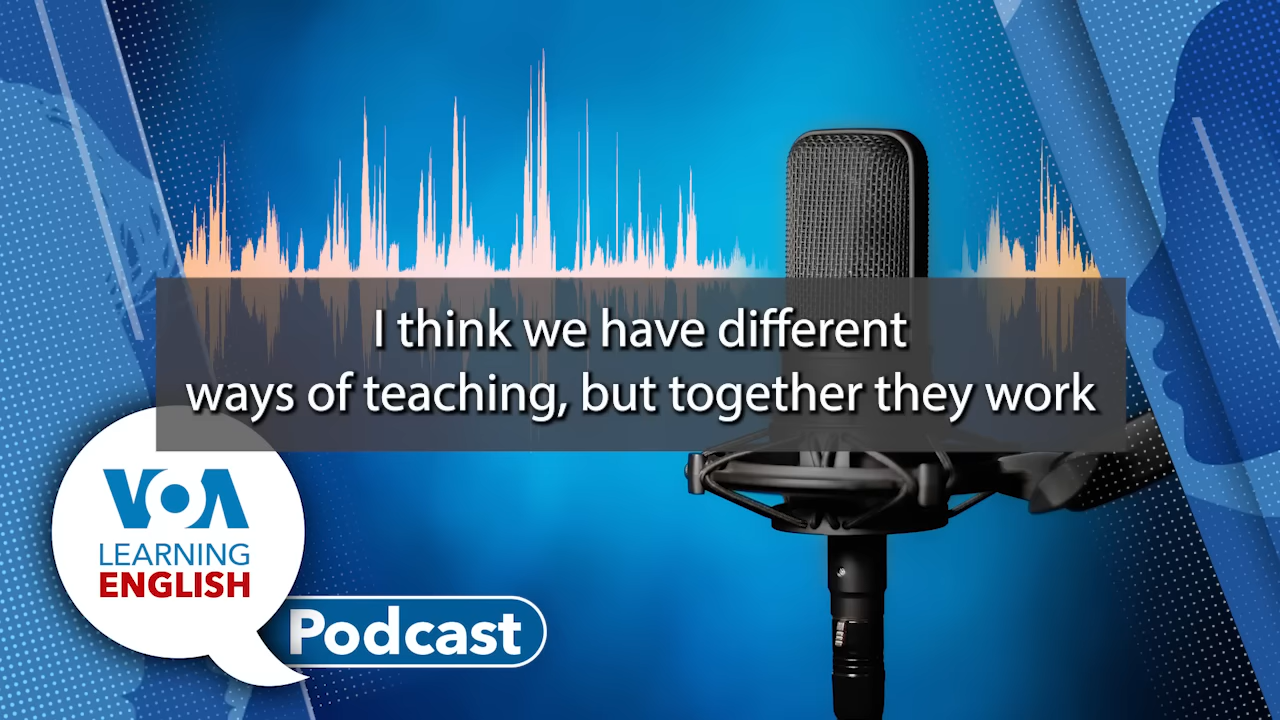 I think we have different
ways of teaching, but together they work
VOA
LEARNING
ENGLISH
Podcast